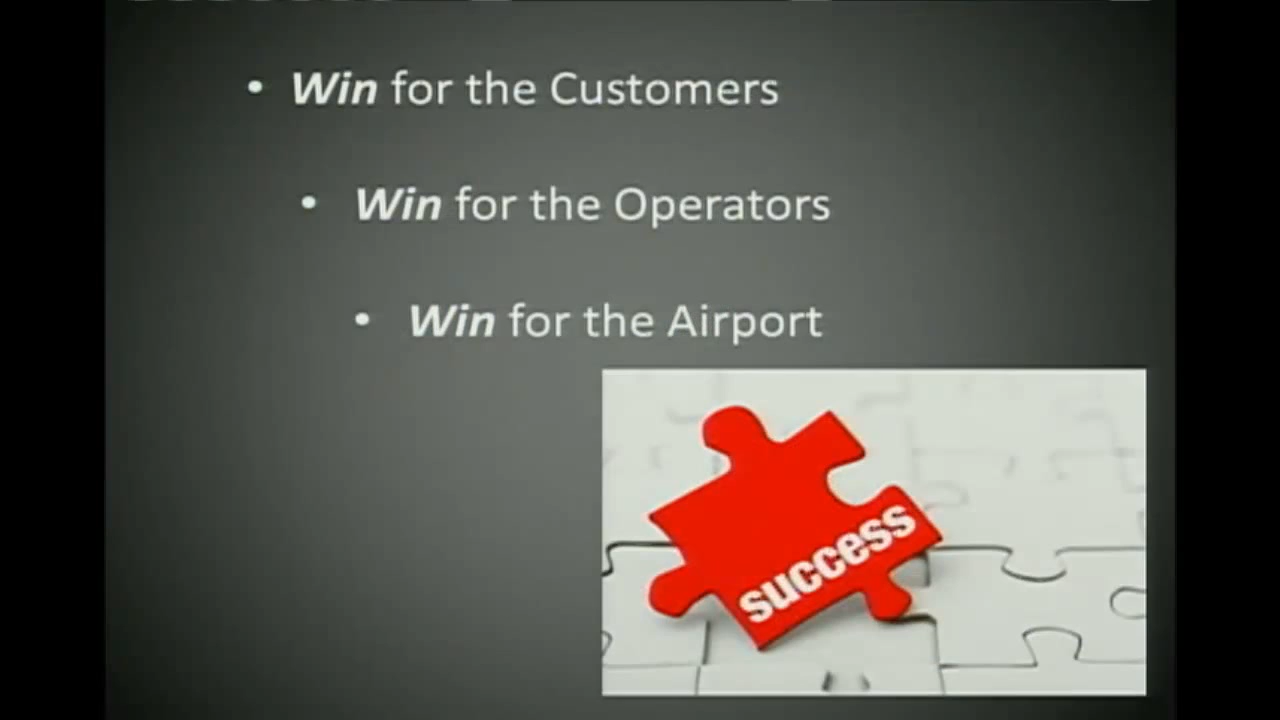 • Win for the Customers
• Win for the Operators
• Win for the Airport
success